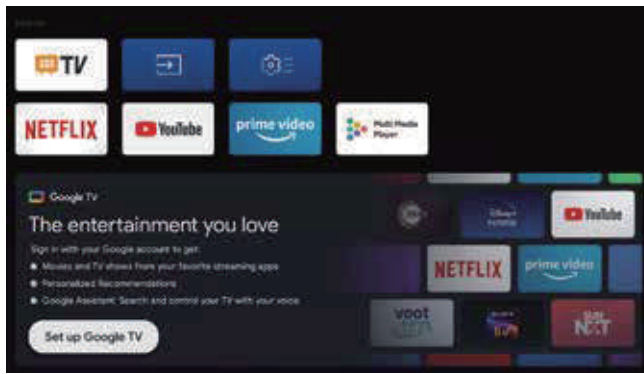 TV
NETFLIX
YouTube
prime video
Multi Media
Player
Google TV
The entertainment you love
Sign in with your Google account to get:
Movies and TV shows from your favorite streaming apps
Personalized Recommendations
Google Assistant: Search and control your TV with your voice
Set up Google TV
Disney+
YouTube
NETFLIX
prime video
voot
SUN
NXT